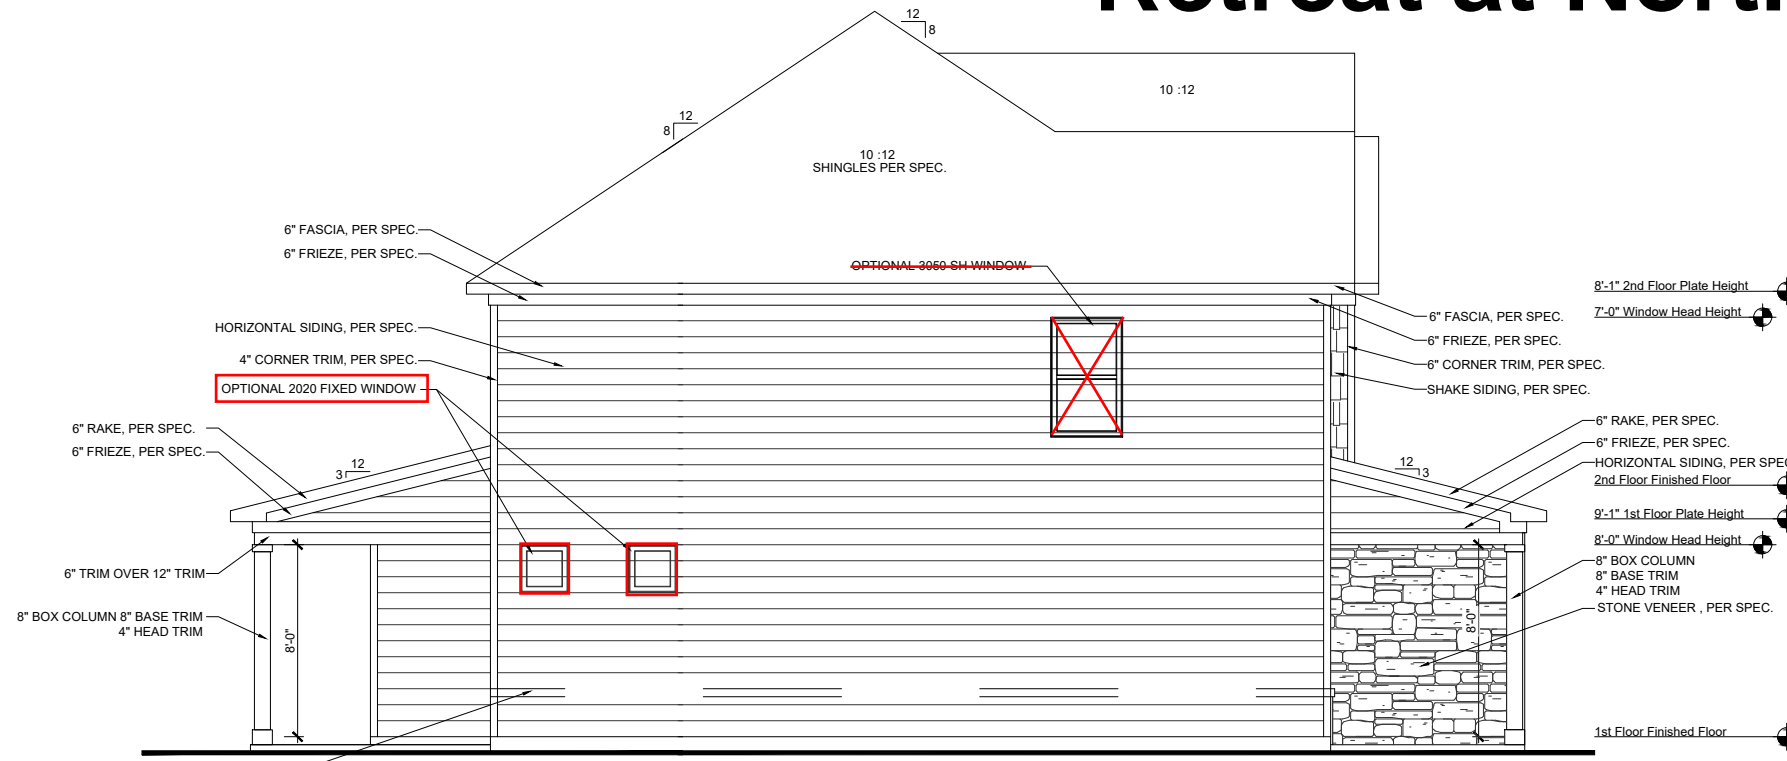 Retreat at North
12
8
10 :12
12
8
10 :12
SHINGLES PER SPEC.
6" FASCIA, PER SPEC.
6" FRIEZE, PER SPEC.
OPTIONAL 3050 SH WINDOW
8'-1" 2nd Floor Plate Height
7'-0" Window Head Height
HORIZONTAL SIDING, PER SPEC.
4" CORNER TRIM, PER SPEC.
OPTIONAL 2020 FIXED WINDOW
6" FASCIA, PER SPEC.
6" FRIEZE, PER SPEC.
6" CORNER TRIM, PER SPEC.
SHAKE SIDING, PER SPEC.
6" RAKE, PER SPEC.
6" FRIEZE, PER SPEC.
12
3
12
3
6" RAKE, PER SPEC.
6" FRIEZE, PER SPEC.
HORIZONTAL SIDING, PER SPEC
2nd Floor Finished Floor
9'-1" 1st Floor Plate Height
8'-0" Window Head Height
6" TRIM OVER 12" TRIM
8" BOX COLUMN 8" BASE TRIM
4" HEAD TRIM
8'-0"
8'-0"
8" BOX COLUMN
8" BASE TRIM
4" HEAD TRIM
STONE VENEER , PER SPEC.
1st Floor Finished Floor